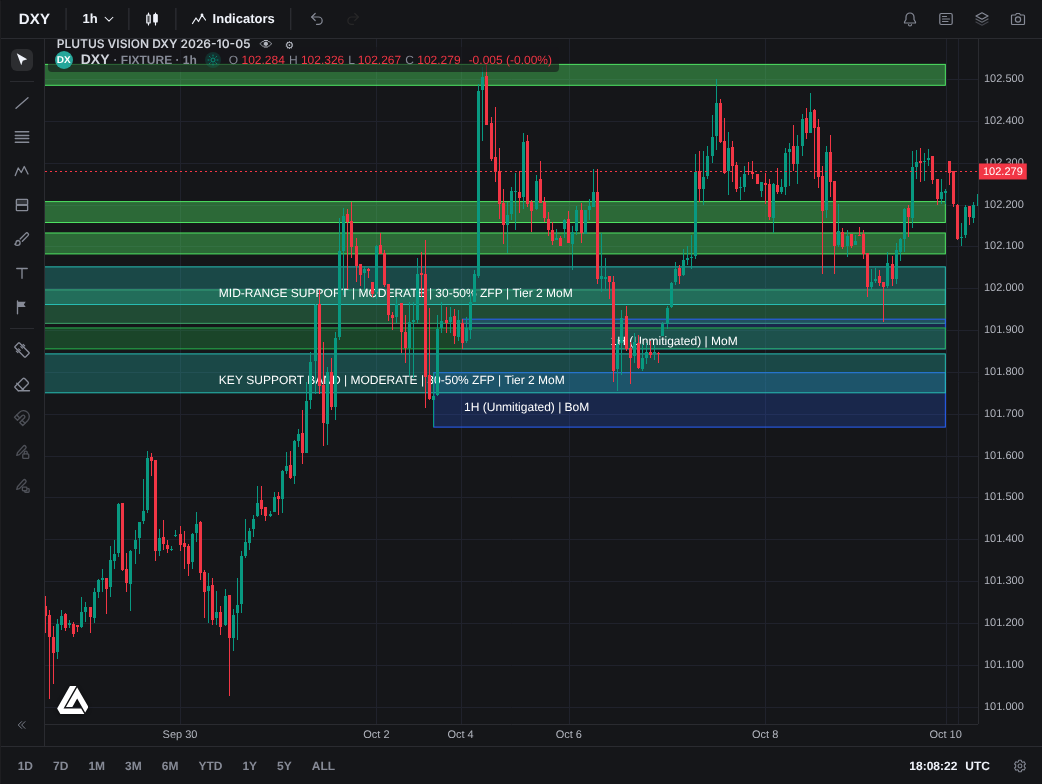 DXY 1h Indicators
PLUTUS VISION DXY 2026-10-05
DX DXY · FIXTURE · 1h O 102.284 H 102.326 L 102.267 C 102.279 -0.005 (-0.00%)
102.500
102.400
102.300
102.279
102.200
102.100
MID-RANGE SUPPORT | MODERATE | 30-50% ZFP | Tier 2 MoM
102.000
101.900
1H (Unmitigated) | MoM
101.800
KEY SUPPORT BAND | MODERATE | 30-50% ZFP | Tier 2 MoM
1H (Unmitigated) | BoM
101.700
101.600
101.500
101.400
101.300
101.200
101.100
101.000
Sep 30 Oct 2 Oct 4 Oct 6 Oct 8 Oct 10
1D 7D 1M 3M 6M YTD 1Y 5Y ALL 18:08:22 UTC